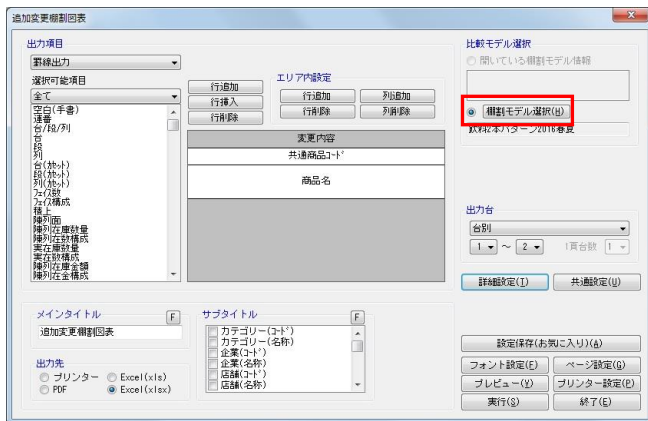 追加変更棚割図表
出力項目
罫線出力
選択可能項目
全て
空白(手書)
連番
台/段/列
台
段
列
台(ｶｾｯﾄ)
段(ｶｾｯﾄ)
列(ｶｾｯﾄ)
ﾌｪｲｽ数
ﾌｪｲｽ構成
積上
陳列面
陳列在庫数量
陳列在数構成
実在庫数量
実在数構成
陳列在庫金額
陳列在金構成
行追加
行挿入
行削除
エリア内設定
行追加
列追加
行削除
列削除
変更内容
共通商品ｺｰﾄﾞ
商品名
比較モデル選択
開いている棚割モデル情報
棚割モデル選択(H)
飲料2本パターン2016春夏
出力台
台別
1 ～ 2
1頁台数 1
詳細設定(T)
共通設定(U)
メインタイトル
F
追加変更棚割図表
出力先
プリンター
Excel(xls)
PDF
Excel(xlsx)
サブタイトル
F
カテゴリー(ｺｰﾄﾞ)
カテゴリー(名称)
企業(ｺｰﾄﾞ)
企業(名称)
店舗(ｺｰﾄﾞ)
店舗(名称)
設定保存(お気に入り)(A)
フォント設定(F)
ページ設定(G)
プレビュー(V)
プリンター設定(P)
実行(S)
終了(E)